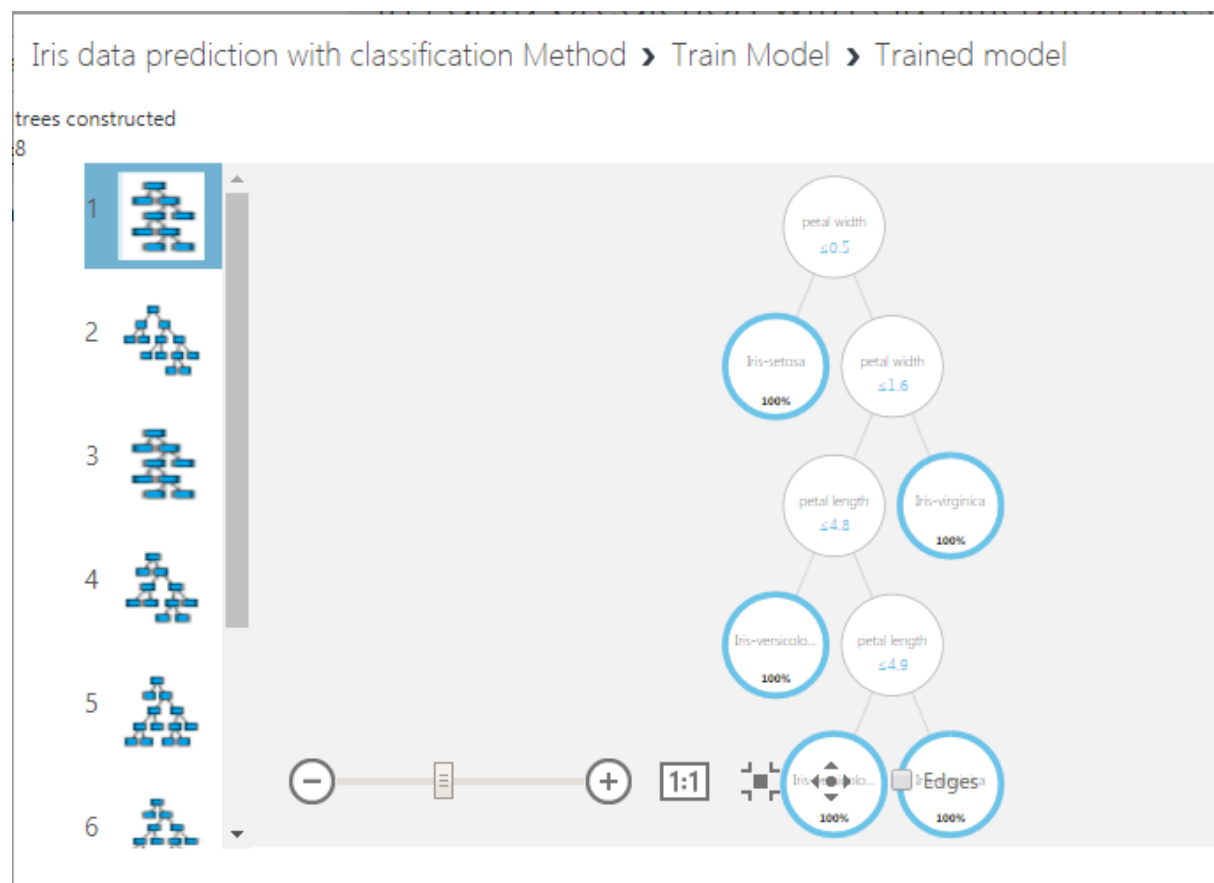 Iris data prediction with classification Method › Train Model › Trained model
trees constructed
8
1
2
3
4
5
6
petal width
≤0.5
Iris-setosa
100%
petal width
≤1.6
petal length
≤4.8
Iris-virginica
100%
Iris-versicolo...
100%
petal length
≤4.9
1:1
100%
Edges
100%